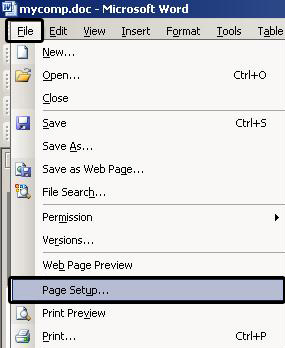 mycomp.doc - Microsoft Word
File Edit View Insert Format Tools Table
New...
Open... Ctrl+O
Close
Save Ctrl+S
Save As...
Save as Web Page...
File Search...
Permission
Versions...
Web Page Preview
Page Setup...
Print Preview
Print... Ctrl+P